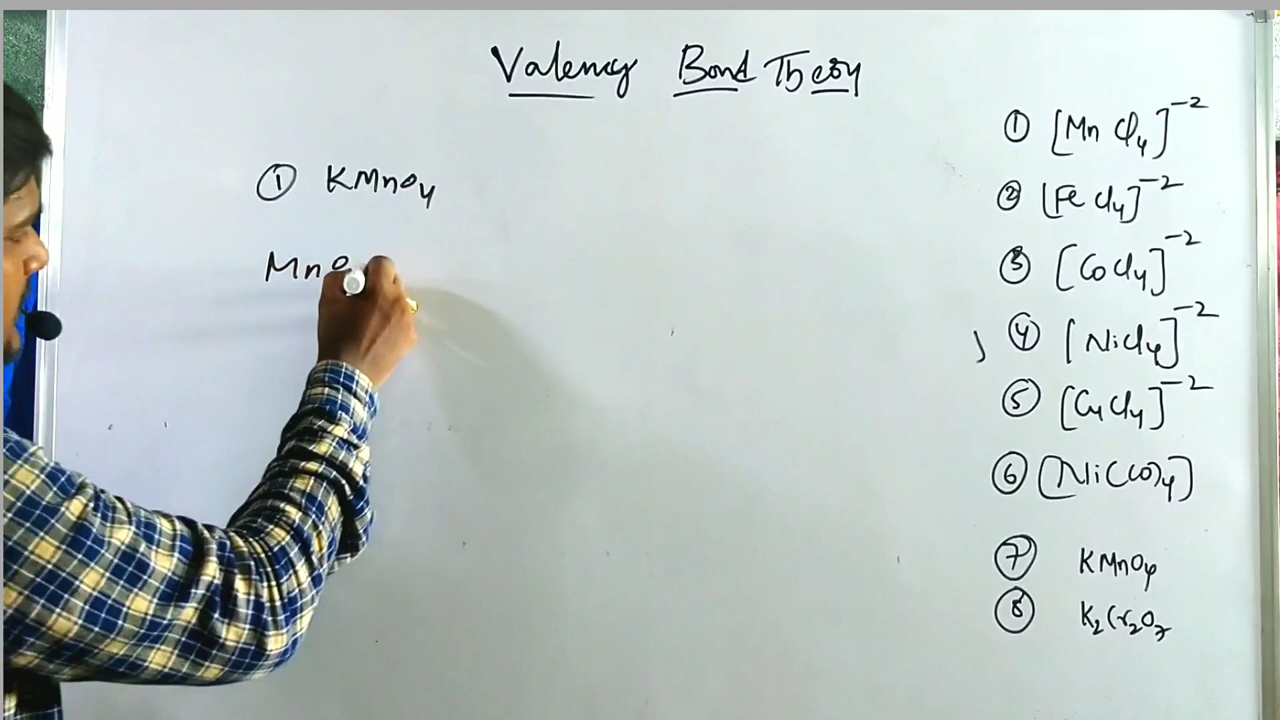 Valency Bond Theory
① KMnO₄
MnO
① [MnCl₄]⁻²
② [FeCl₄]⁻²
③ [CoCl₄]⁻²
④ [NiCl₄]⁻²
⑤ [CuCl₄]⁻²
⑥ [Ni(CO)₄]
⑦ KMnO₄
⑧ K₂Cr₂O₇